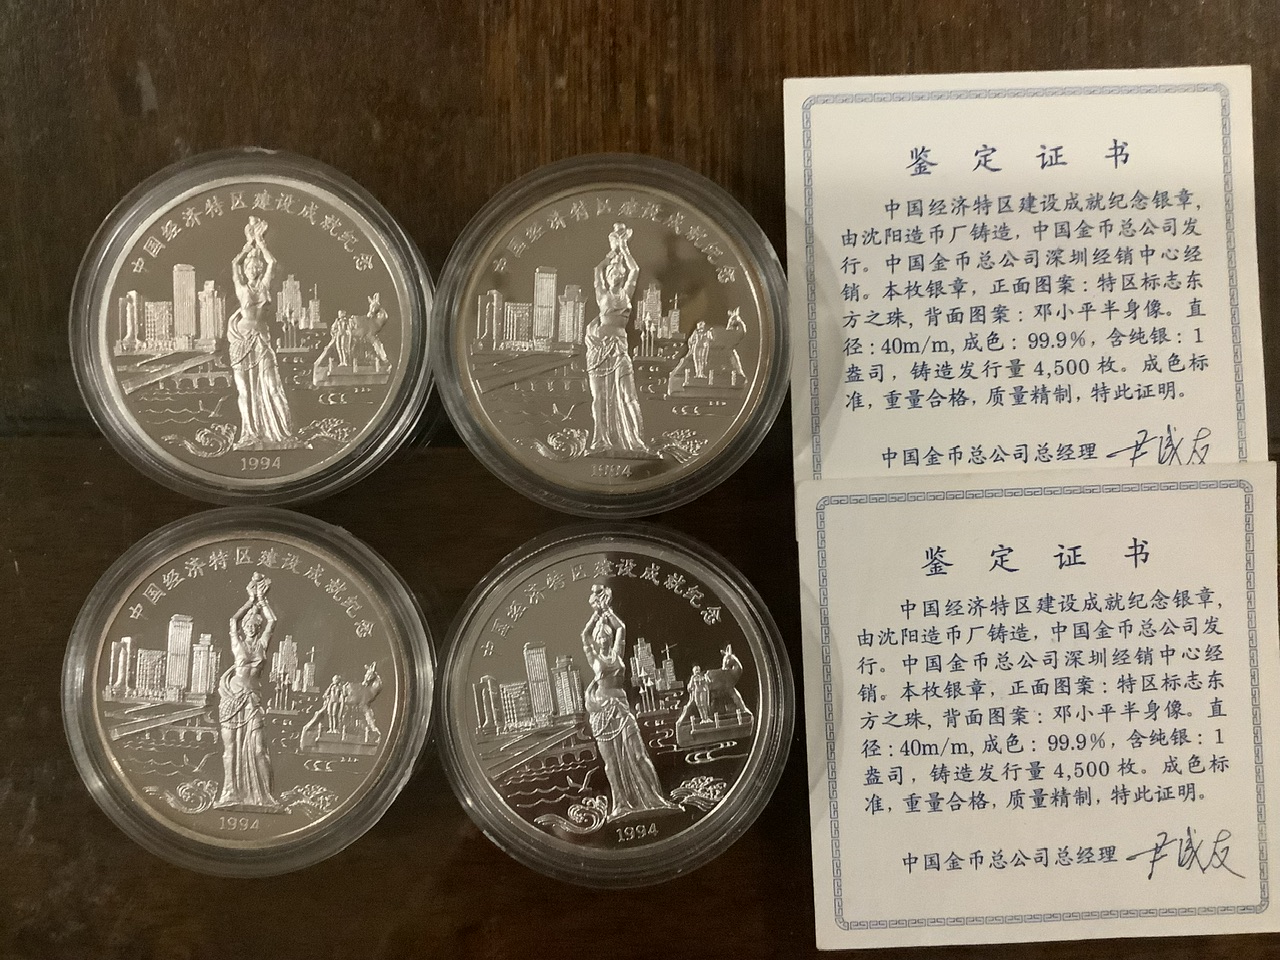 中国经济特区建设成就纪念
1994
中国经济特区建设成就纪念
1994
中国经济特区建设成就纪念
1994
中国经济特区建设成就纪念
1994
鉴定证书
中国经济特区建设成就纪念银章，
由沈阳造币厂铸造，中国金币总公司发
行。中国金币总公司深圳经销中心经
销。本枚银章，正面图案：特区标志东
方之珠，背面图案：邓小平半身像。直
径：40m/m，成色：99.9%，含纯银：1
盎司，铸造发行量 4,500 枚。成色标
准，重量合格，质量精制，特此证明。
中国金币总公司总经理
鉴定证书
中国经济特区建设成就纪念银章，
由沈阳造币厂铸造，中国金币总公司发
行。中国金币总公司深圳经销中心经
销。本枚银章，正面图案：特区标志东
方之珠，背面图案：邓小平半身像。直
径：40m/m，成色：99.9%，含纯银：1
盎司，铸造发行量 4,500 枚。成色标
准，重量合格，质量精制，特此证明。
中国金币总公司总经理